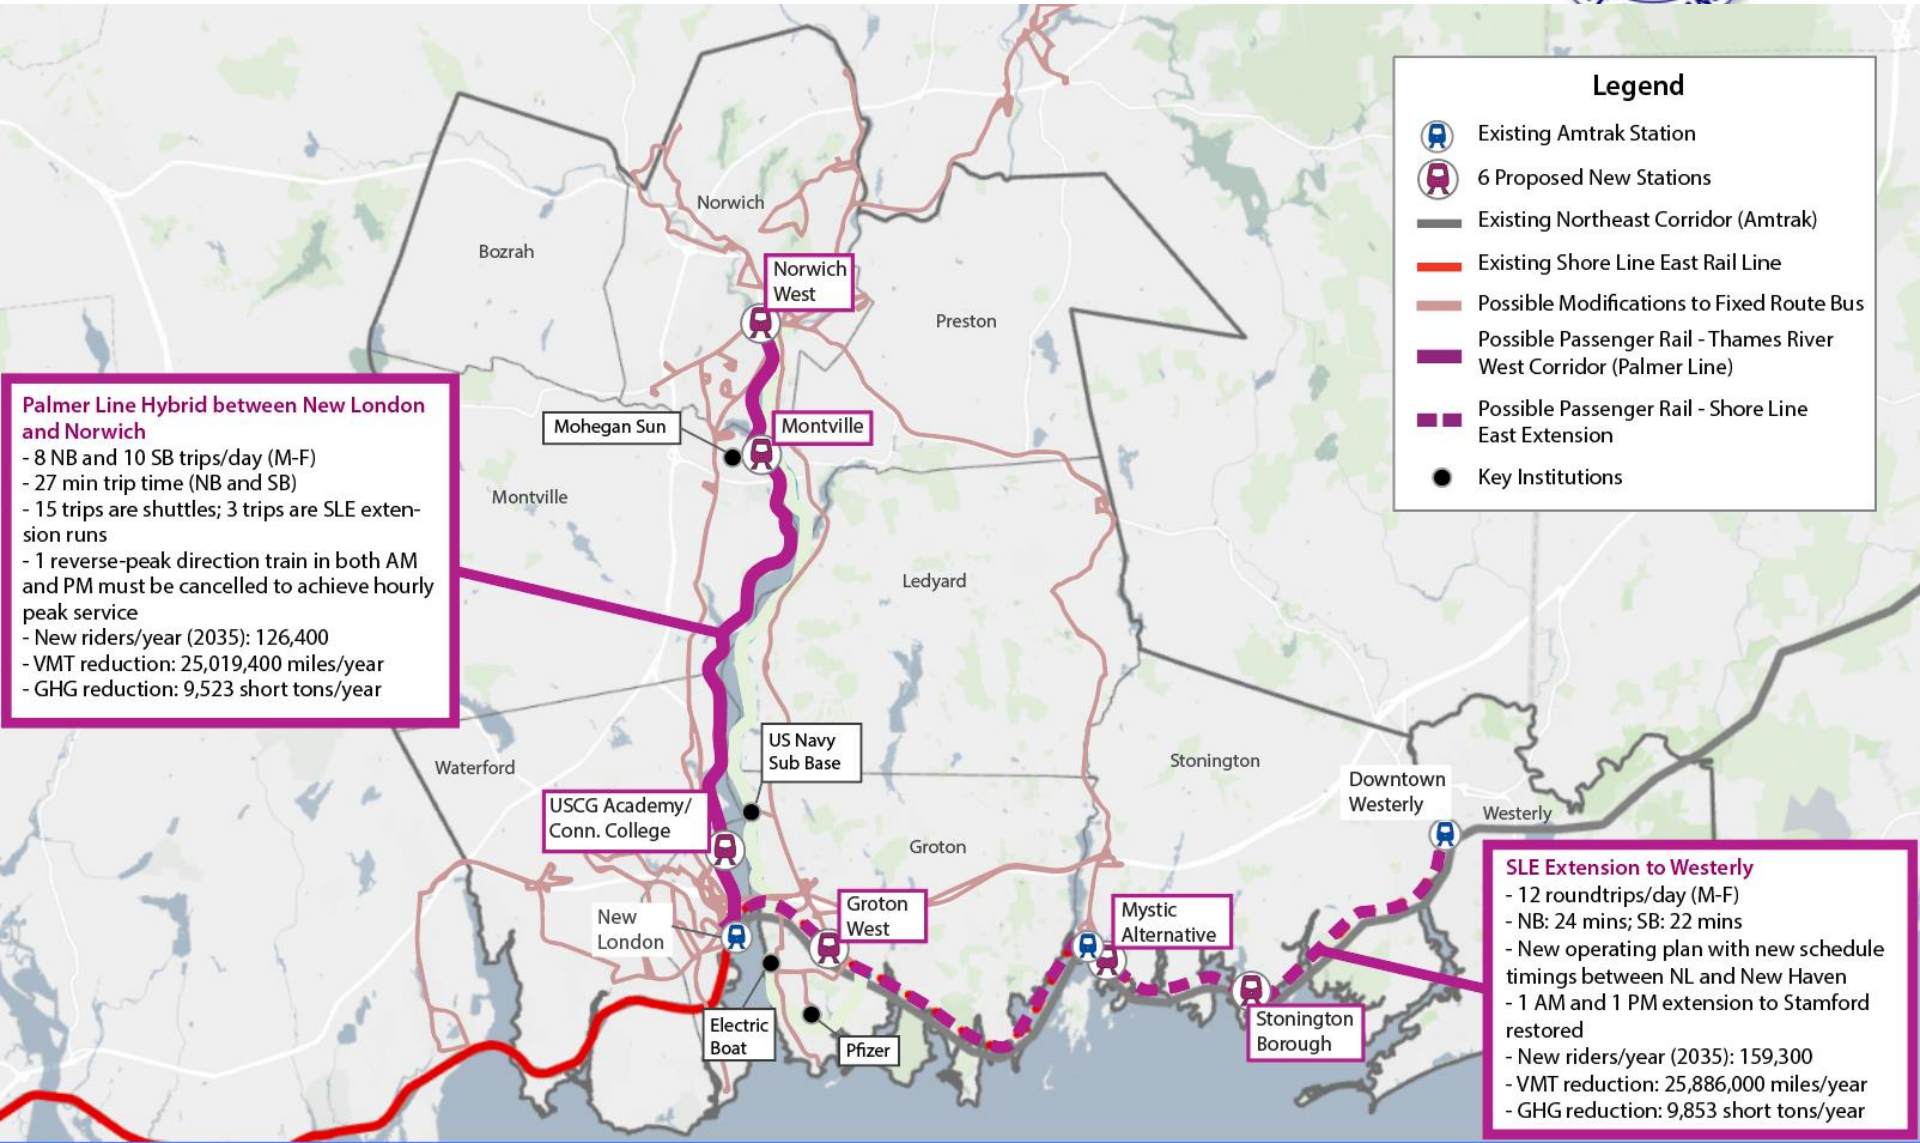 Legend
Existing Amtrak Station
6 Proposed New Stations
Existing Northeast Corridor (Amtrak)
Existing Shore Line East Rail Line
Possible Modifications to Fixed Route Bus
Possible Passenger Rail - Thames River
West Corridor (Palmer Line)
Possible Passenger Rail - Shore Line
East Extension
Key Institutions
Norwich
Bozrah
Norwich
West
Preston
Palmer Line Hybrid between New London
and Norwich
- 8 NB and 10 SB trips/day (M-F)
- 27 min trip time (NB and SB)
- 15 trips are shuttles; 3 trips are SLE exten-
sion runs
- 1 reverse-peak direction train in both AM
and PM must be cancelled to achieve hourly
peak service
- New riders/year (2035): 126,400
- VMT reduction: 25,019,400 miles/year
- GHG reduction: 9,523 short tons/year
Mohegan Sun
Montville
Montville
Ledyard
US Navy
Sub Base
Waterford
Stonington
USCG Academy/
Conn. College
Groton
Downtown
Westerly
Westerly
New
London
Groton
West
Mystic
Alternative
Electric
Boat
Pfizer
Stonington
Borough
SLE Extension to Westerly
- 12 roundtrips/day (M-F)
- NB: 24 mins; SB: 22 mins
- New operating plan with new schedule
timings between NL and New Haven
- 1 AM and 1 PM extension to Stamford
restored
- New riders/year (2035): 159,300
- VMT reduction: 25,886,000 miles/year
- GHG reduction: 9,853 short tons/year